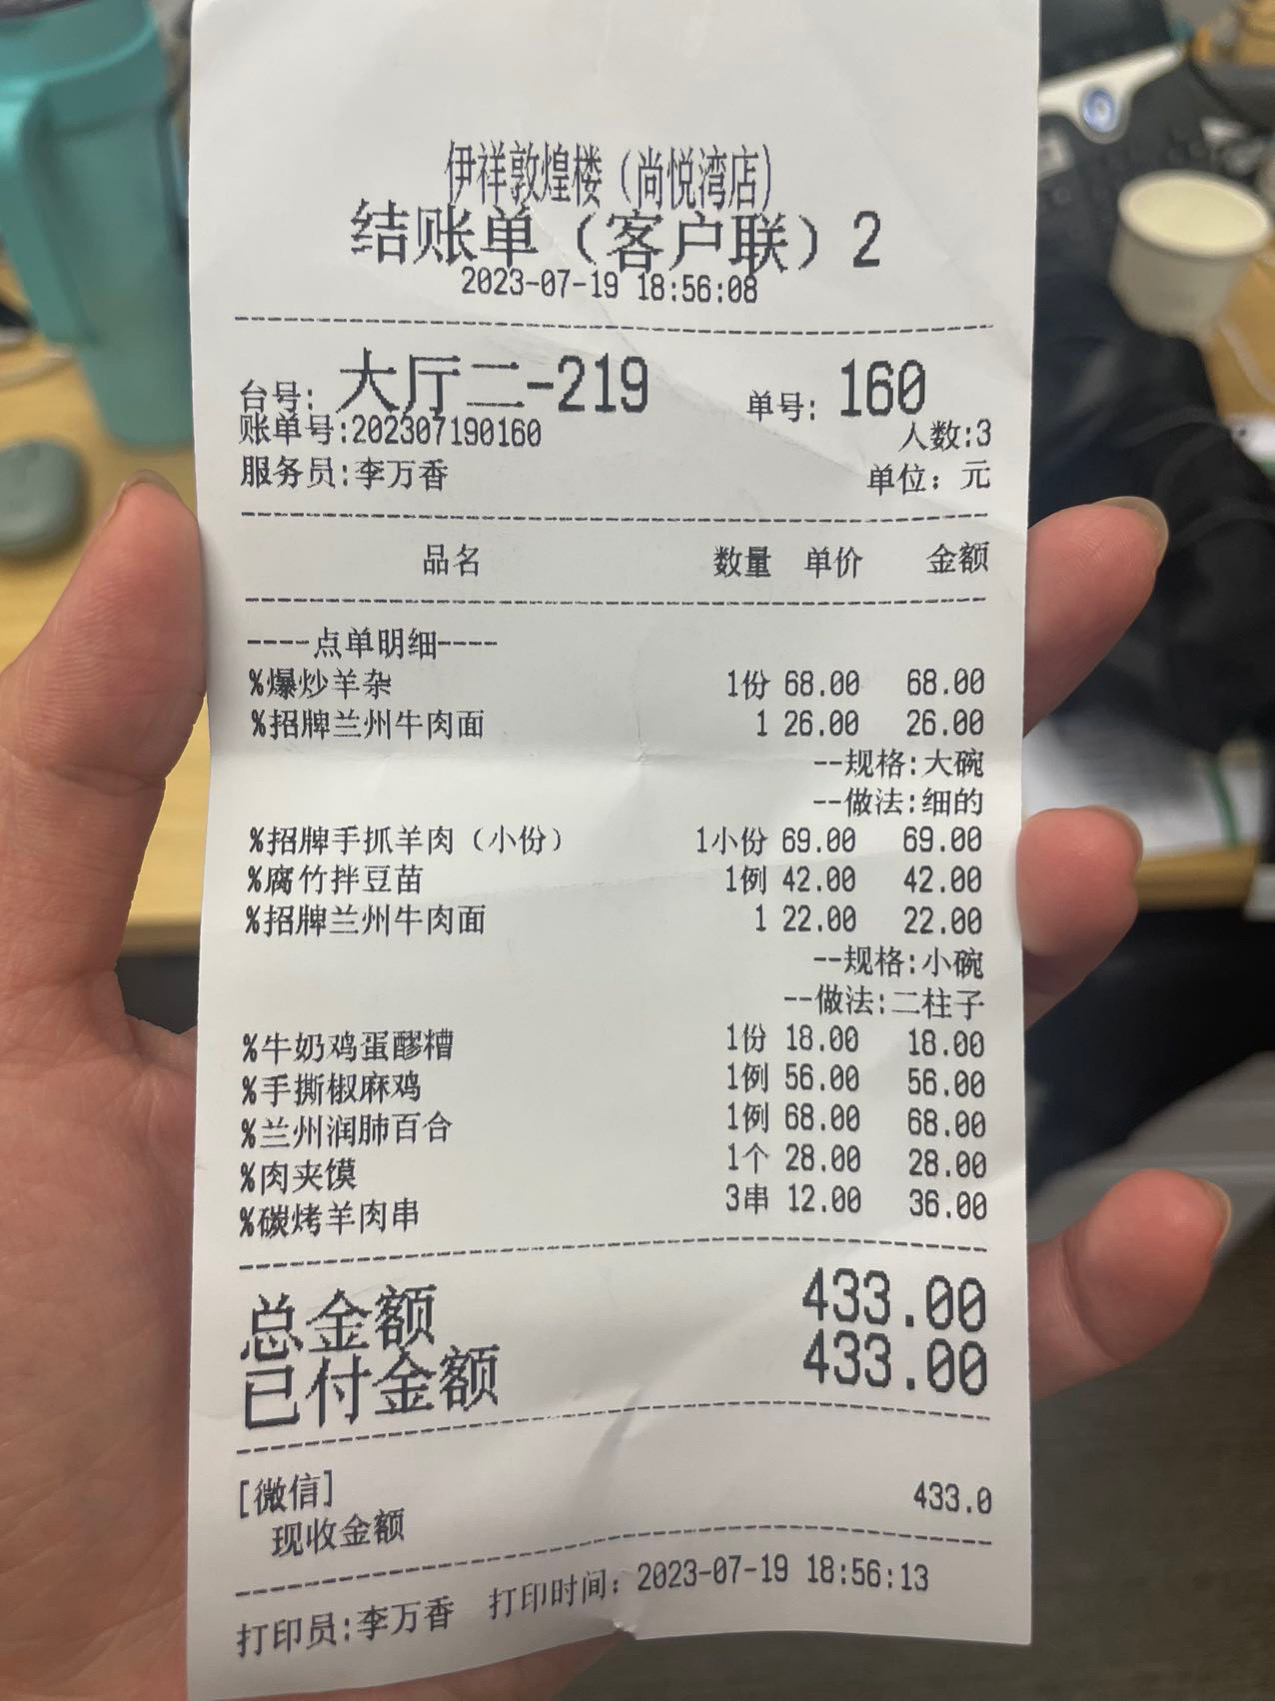 伊祥敦煌楼（尚悦湾店）
结账单（客户联）2
2023-07-19 18:56:08
台号：大厅二-219 单号：160
账单号:202307190160 人数:3
服务员:李万香 单位：元
品名 数量 单价 金额
----点单明细----
%爆炒羊杂 1份 68.00 68.00
%招牌兰州牛肉面 1 26.00 26.00
--规格:大碗
--做法:细的
%招牌手抓羊肉（小份） 1小份 69.00 69.00
%腐竹拌豆苗 1例 42.00 42.00
%招牌兰州牛肉面 1 22.00 22.00
--规格:小碗
--做法:二柱子
%牛奶鸡蛋醪糟 1份 18.00 18.00
%手撕椒麻鸡 1例 56.00 56.00
%兰州润肺百合 1例 68.00 68.00
%肉夹馍 1个 28.00 28.00
%碳烤羊肉串 3串 12.00 36.00
总金额 433.00
已付金额 433.00
[微信]
现收金额 433.0
打印员:李万香 打印时间：2023-07-19 18:56:13